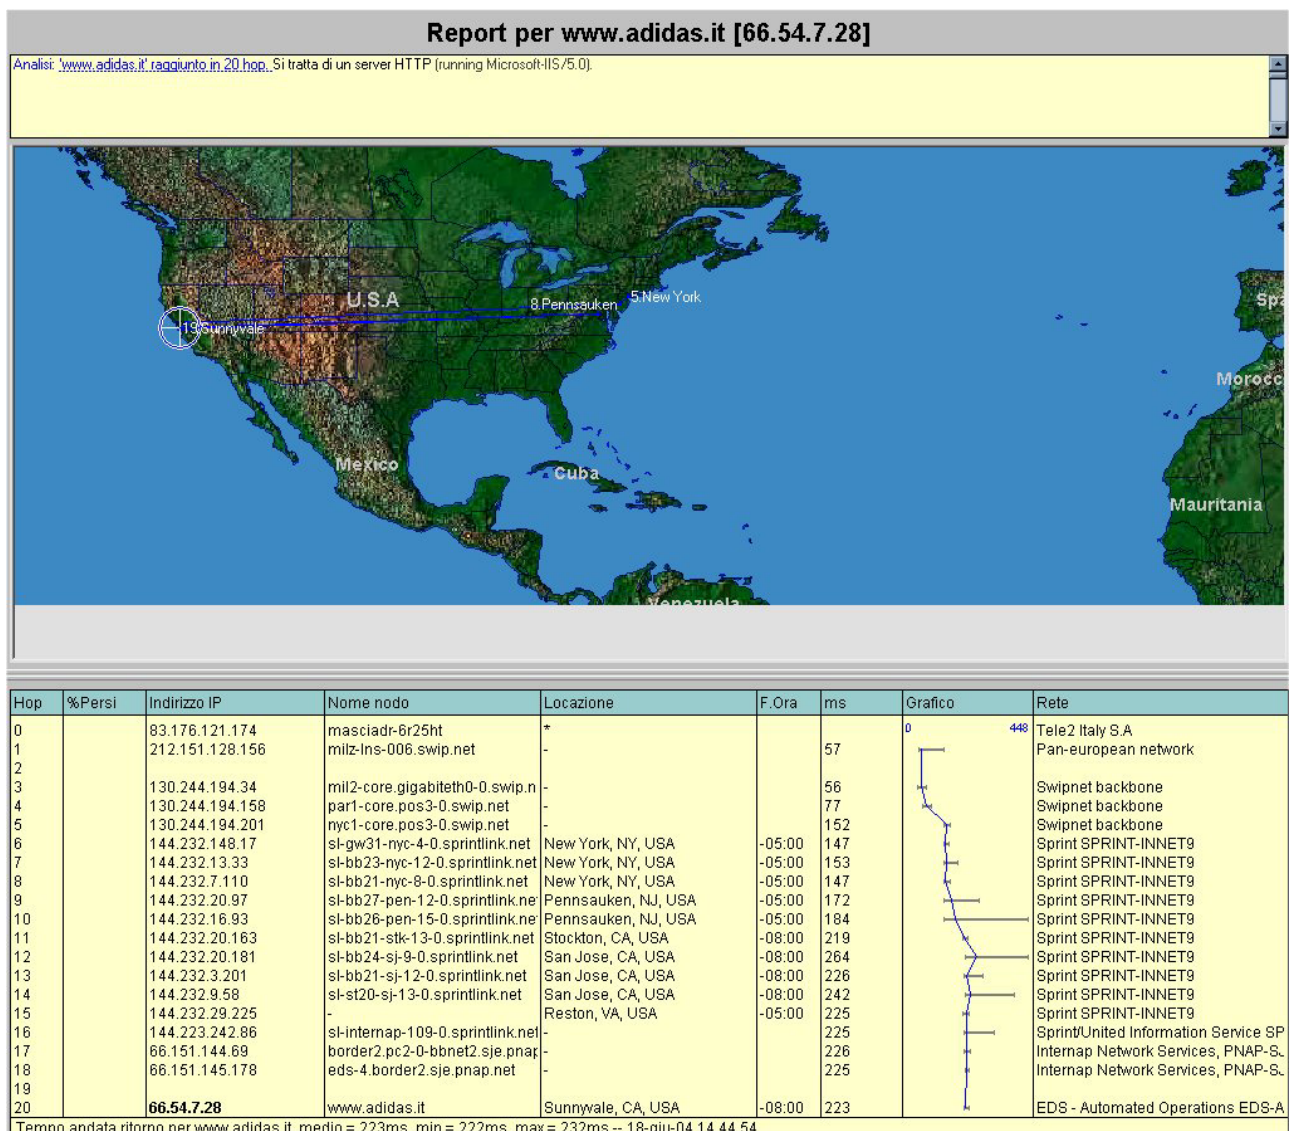 Report per www.adidas.it [66.54.7.28]
Analisi: 'www.adidas.it' raggiunto in 20 hop. Si tratta di un server HTTP (running Microsoft-IIS/5.0).
U.S.A
8.Pennsauken
5.New York
19.Sunnyvale
Spa
Morocc
Mexico
Cuba
Mauritania
Venezuela
Hop %Persi Indirizzo IP Nome nodo Locazione F.Ora ms Grafico Rete
0 83.176.121.174 masciadr-6r25ht * 0 448 Tele2 Italy S.A
1 212.151.128.156 milz-lns-006.swip.net - 57 Pan-european network
2
3 130.244.194.34 mil2-core.gigabiteth0-0.swip.n - 56 Swipnet backbone
4 130.244.194.158 par1-core.pos3-0.swip.net - 77 Swipnet backbone
5 130.244.194.201 nyc1-core.pos3-0.swip.net - 152 Swipnet backbone
6 144.232.148.17 sl-gw31-nyc-4-0.sprintlink.net New York, NY, USA -05:00 147 Sprint SPRINT-INNET9
7 144.232.13.33 sl-bb23-nyc-12-0.sprintlink.net New York, NY, USA -05:00 153 Sprint SPRINT-INNET9
8 144.232.7.110 sl-bb21-nyc-8-0.sprintlink.net New York, NY, USA -05:00 147 Sprint SPRINT-INNET9
9 144.232.20.97 sl-bb27-pen-12-0.sprintlink.ne Pennsauken, NJ, USA -05:00 172 Sprint SPRINT-INNET9
10 144.232.16.93 sl-bb26-pen-15-0.sprintlink.ne Pennsauken, NJ, USA -05:00 184 Sprint SPRINT-INNET9
11 144.232.20.163 sl-bb21-stk-13-0.sprintlink.net Stockton, CA, USA -08:00 219 Sprint SPRINT-INNET9
12 144.232.20.181 sl-bb24-sj-9-0.sprintlink.net San Jose, CA, USA -08:00 264 Sprint SPRINT-INNET9
13 144.232.3.201 sl-bb21-sj-12-0.sprintlink.net San Jose, CA, USA -08:00 226 Sprint SPRINT-INNET9
14 144.232.9.58 sl-st20-sj-13-0.sprintlink.net San Jose, CA, USA -08:00 242 Sprint SPRINT-INNET9
15 144.232.29.225 - Reston, VA, USA -05:00 225 Sprint SPRINT-INNET9
16 144.223.242.86 sl-internap-109-0.sprintlink.net - 225 Sprint/United Information Service SP
17 66.151.144.69 border2.pc2-0-bbnet2.sje.pnap - 226 Internap Network Services, PNAP-S
18 66.151.145.178 eds-4.border2.sje.pnap.net - 225 Internap Network Services, PNAP-S
19
20 66.54.7.28 www.adidas.it Sunnyvale, CA, USA -08:00 223 EDS - Automated Operations EDS-A
Tempo andata ritorno per www.adidas.it, medio = 223ms, min = 222ms, max = 232ms -- 18-giu-04 14.44.54